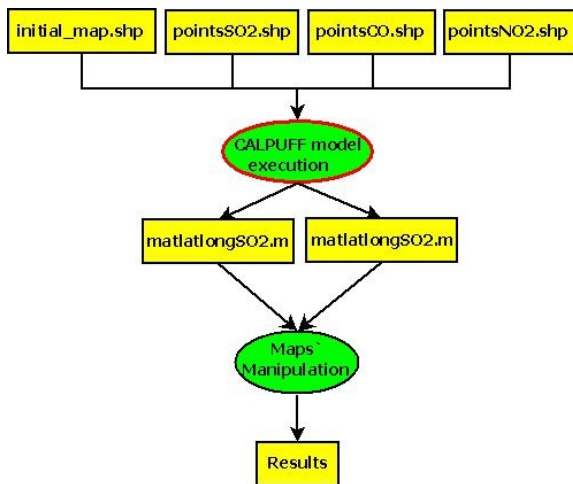 initial_map.shp
pointsSO2.shp
pointsCO.shp
pointsNO2.shp
CALPUFF model
execution
matlatlongSO2.m
matlatlongSO2.m
Maps`
Manipulation
Results